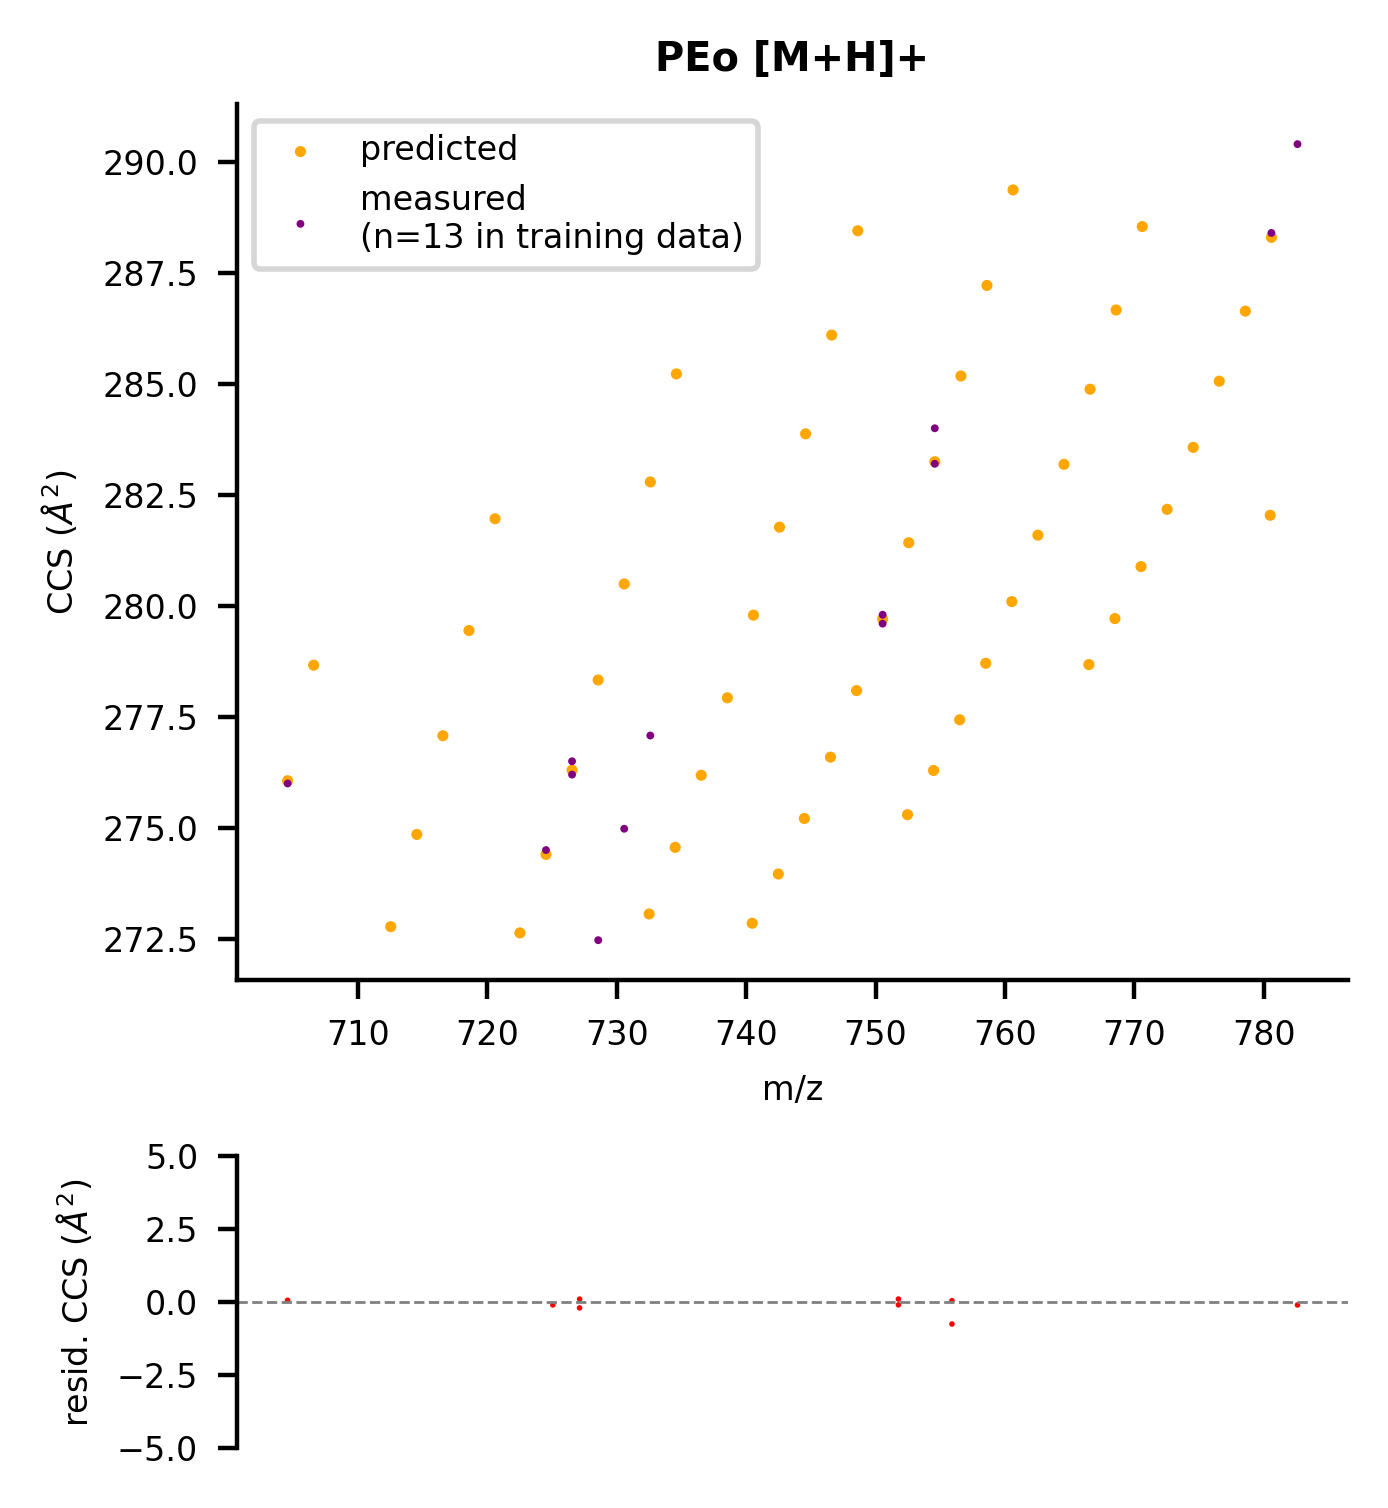 PEo [M+H]+
predicted
measured
(n=13 in training data)
290.0
287.5
285.0
282.5
280.0
277.5
275.0
272.5
CCS (Å²)
710 720 730 740 750 760 770 780
m/z
5.0
2.5
0.0
−2.5
−5.0
resid. CCS (Å²)